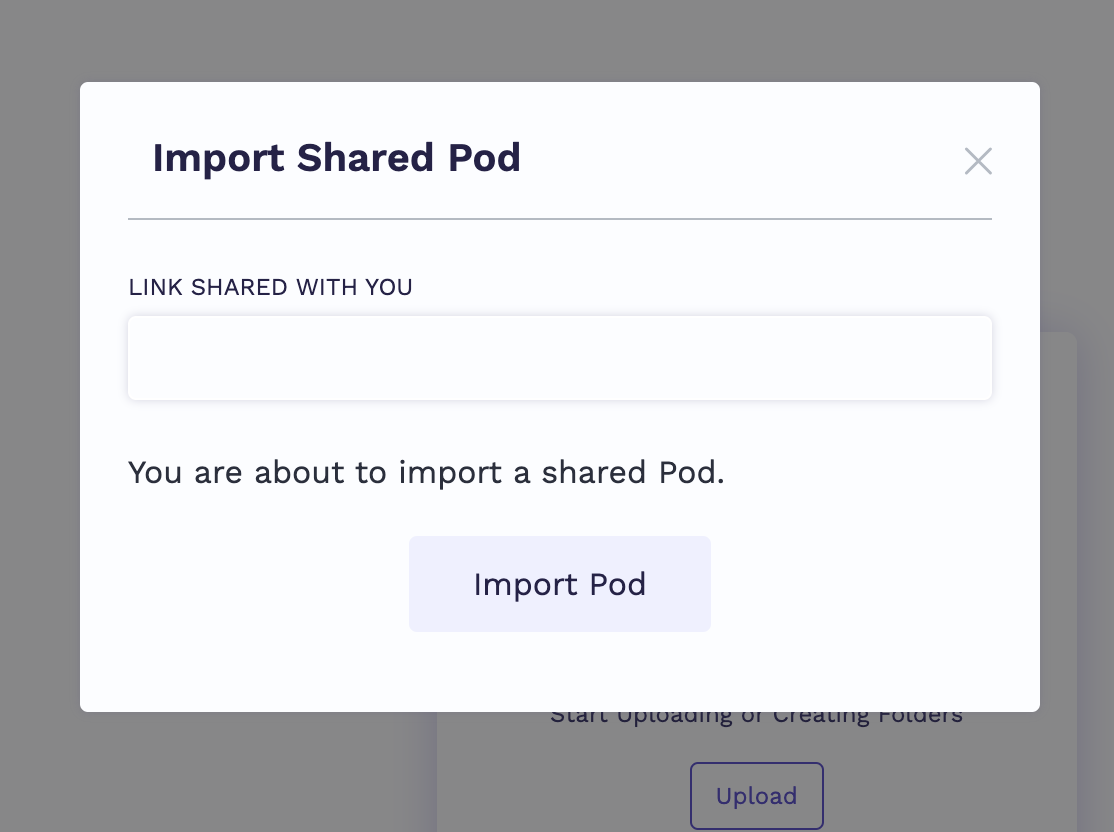 Import Shared Pod
LINK SHARED WITH YOU
You are about to import a shared Pod.
Import Pod
Start Uploading or Creating Folders
Upload